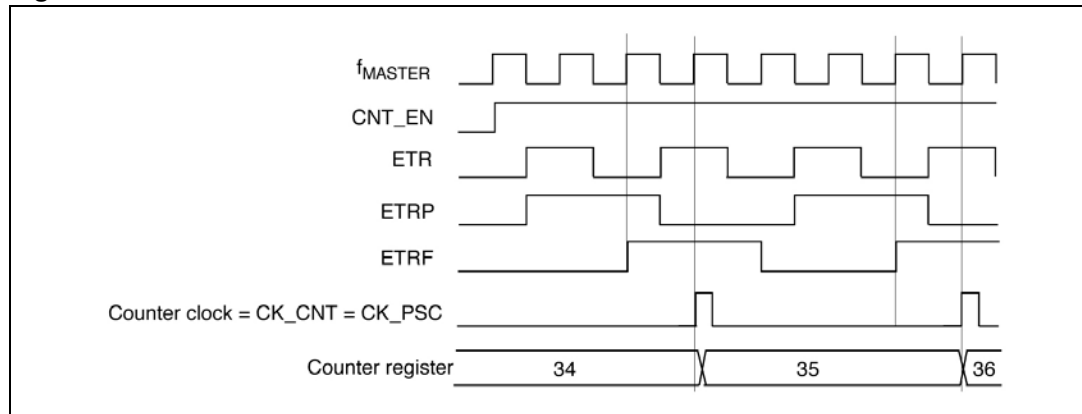 fMASTER
CNT_EN
ETR
ETRP
ETRF
Counter clock = CK_CNT = CK_PSC
Counter register 34 35 36